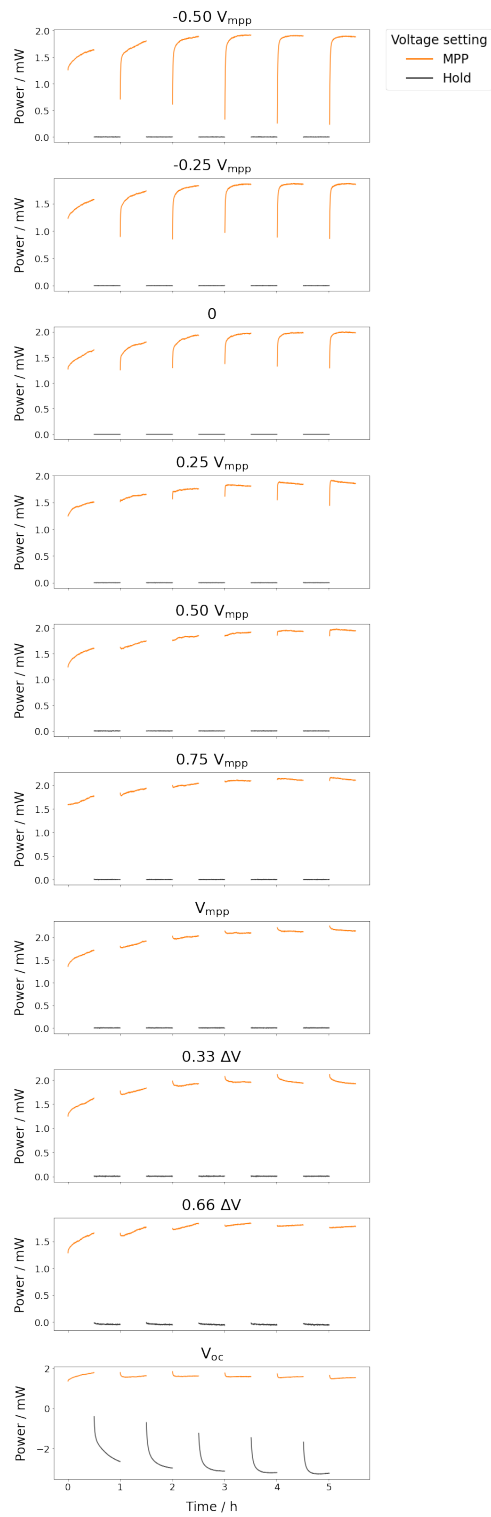 -0.50 Vmpp
Voltage setting
MPP
Hold
Power / mW
2.0
1.5
1.0
0.5
0.0
-0.25 Vmpp
Power / mW
1.5
1.0
0.5
0.0
0
Power / mW
2.0
1.5
1.0
0.5
0.0
0.25 Vmpp
Power / mW
2.0
1.5
1.0
0.5
0.0
0.50 Vmpp
Power / mW
2.0
1.5
1.0
0.5
0.0
0.75 Vmpp
Power / mW
2.0
1.5
1.0
0.5
0.0
Vmpp
Power / mW
2.0
1.5
1.0
0.5
0.0
0.33 ΔV
Power / mW
2.0
1.5
1.0
0.5
0.0
0.66 ΔV
Power / mW
1.5
1.0
0.5
0.0
Voc
Power / mW
2
0
−2
0 1 2 3 4 5
Time / h